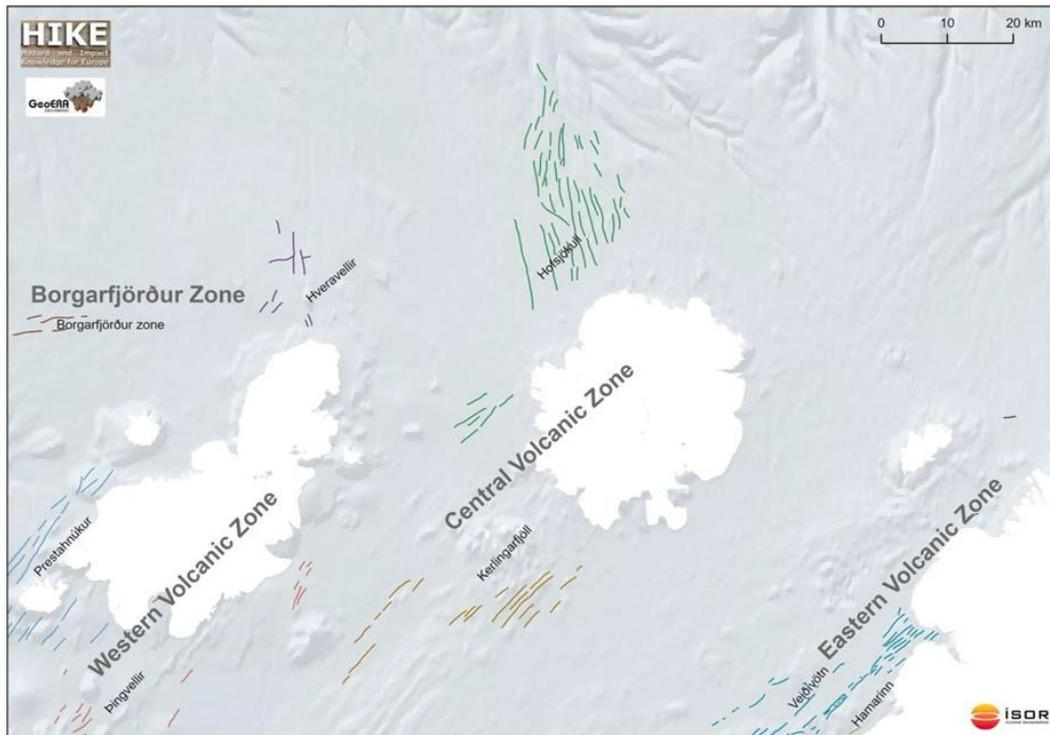 HIKE
Hazard and Impact
Knowledge for Europe
GeoERA
0 10 20 km
Hofsjökull
Hveravellir
Borgarfjörður Zone
Borgarfjörður zone
Central Volcanic Zone
Prestahnúkur
Western Volcanic Zone
Kerlingarfjöll
Eastern Volcanic Zone
Þingvellir
Veiðivötn
Hamarinn
ÍSOR